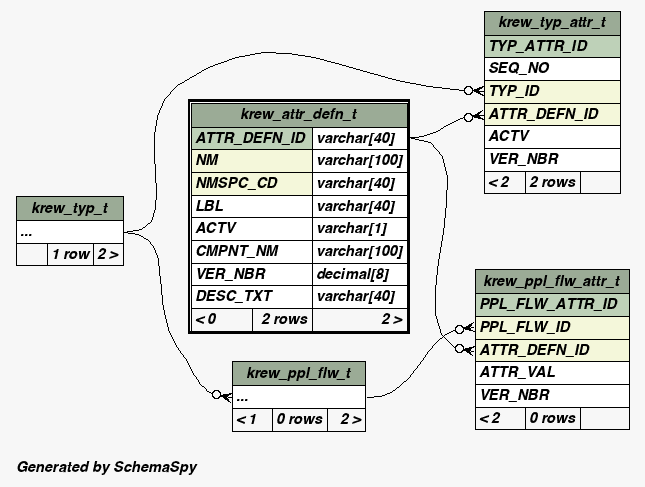 krew_typ_attr_t
TYP_ATTR_ID
SEQ_NO
TYP_ID
ATTR_DEFN_ID
ACTV
VER_NBR
< 2 2 rows
krew_attr_defn_t
ATTR_DEFN_ID varchar[40]
NM varchar[100]
NMSPC_CD varchar[40]
LBL varchar[40]
ACTV varchar[1]
CMPNT_NM varchar[100]
VER_NBR decimal[8]
DESC_TXT varchar[40]
< 0 2 rows 2 >
krew_typ_t
...
1 row 2 >
krew_ppl_flw_attr_t
PPL_FLW_ATTR_ID
PPL_FLW_ID
ATTR_DEFN_ID
ATTR_VAL
VER_NBR
< 2 0 rows
krew_ppl_flw_t
...
< 1 0 rows 2 >
Generated by SchemaSpy